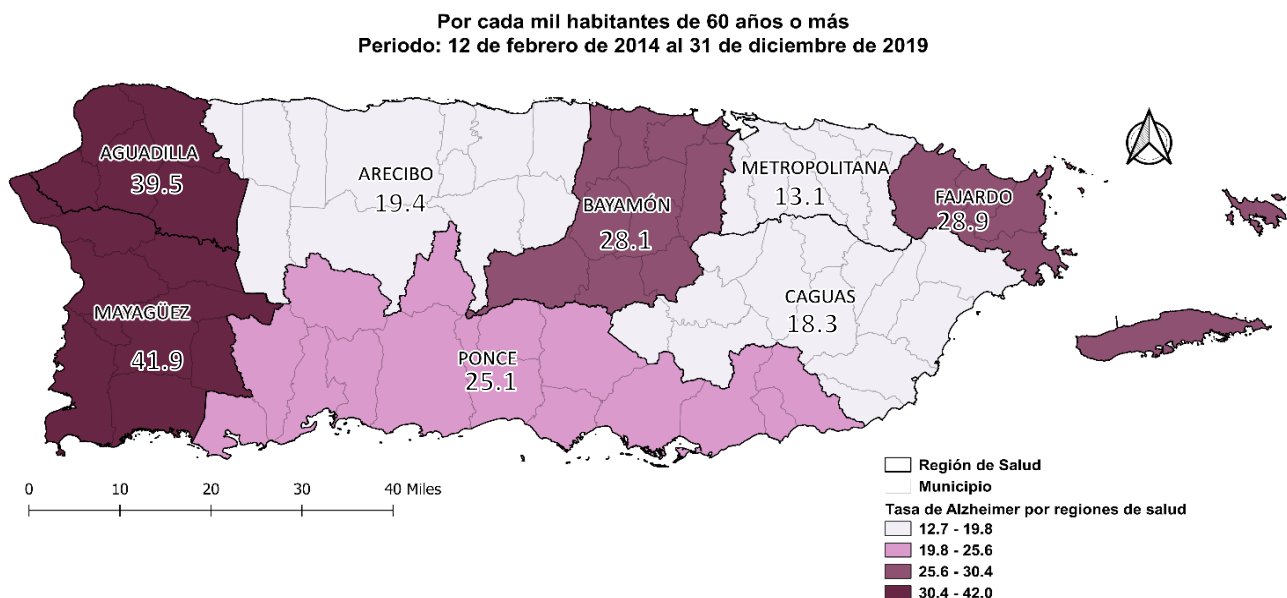 Por cada mil habitantes de 60 años o más
Periodo: 12 de febrero de 2014 al 31 de diciembre de 2019
AGUADILLA
39.5
ARECIBO
19.4
BAYAMÓN
28.1
METROPOLITANA
13.1
FAJARDO
28.9
MAYAGÜEZ
41.9
PONCE
25.1
CAGUAS
18.3
0 10 20 30 40 Miles
Región de Salud
Municipio
Tasa de Alzheimer por regiones de salud
12.7 - 19.8
19.8 - 25.6
25.6 - 30.4
30.4 - 42.0